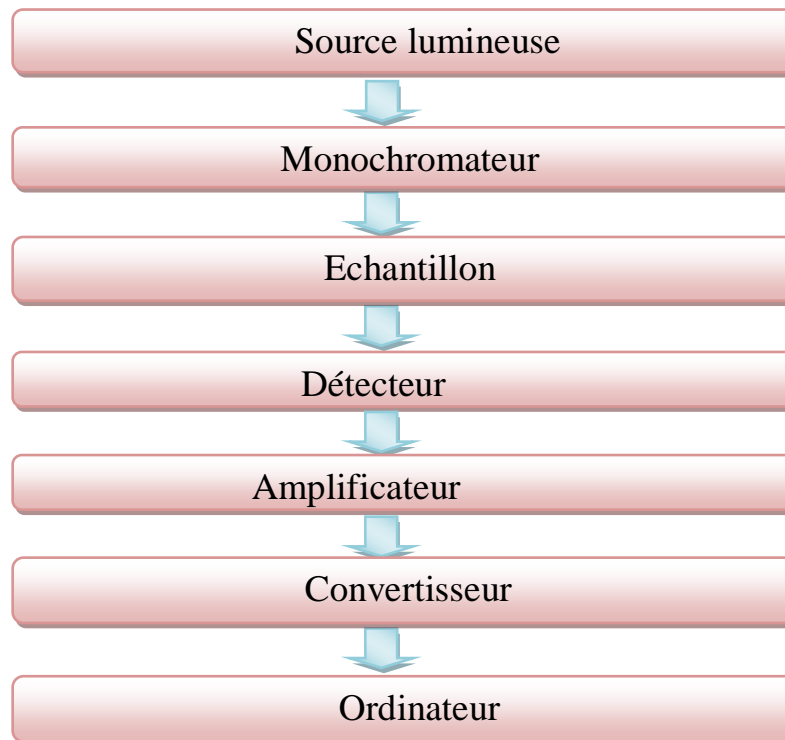 Source lumineuse
Monochromateur
Echantillon
Détecteur
Amplificateur
Convertisseur
Ordinateur